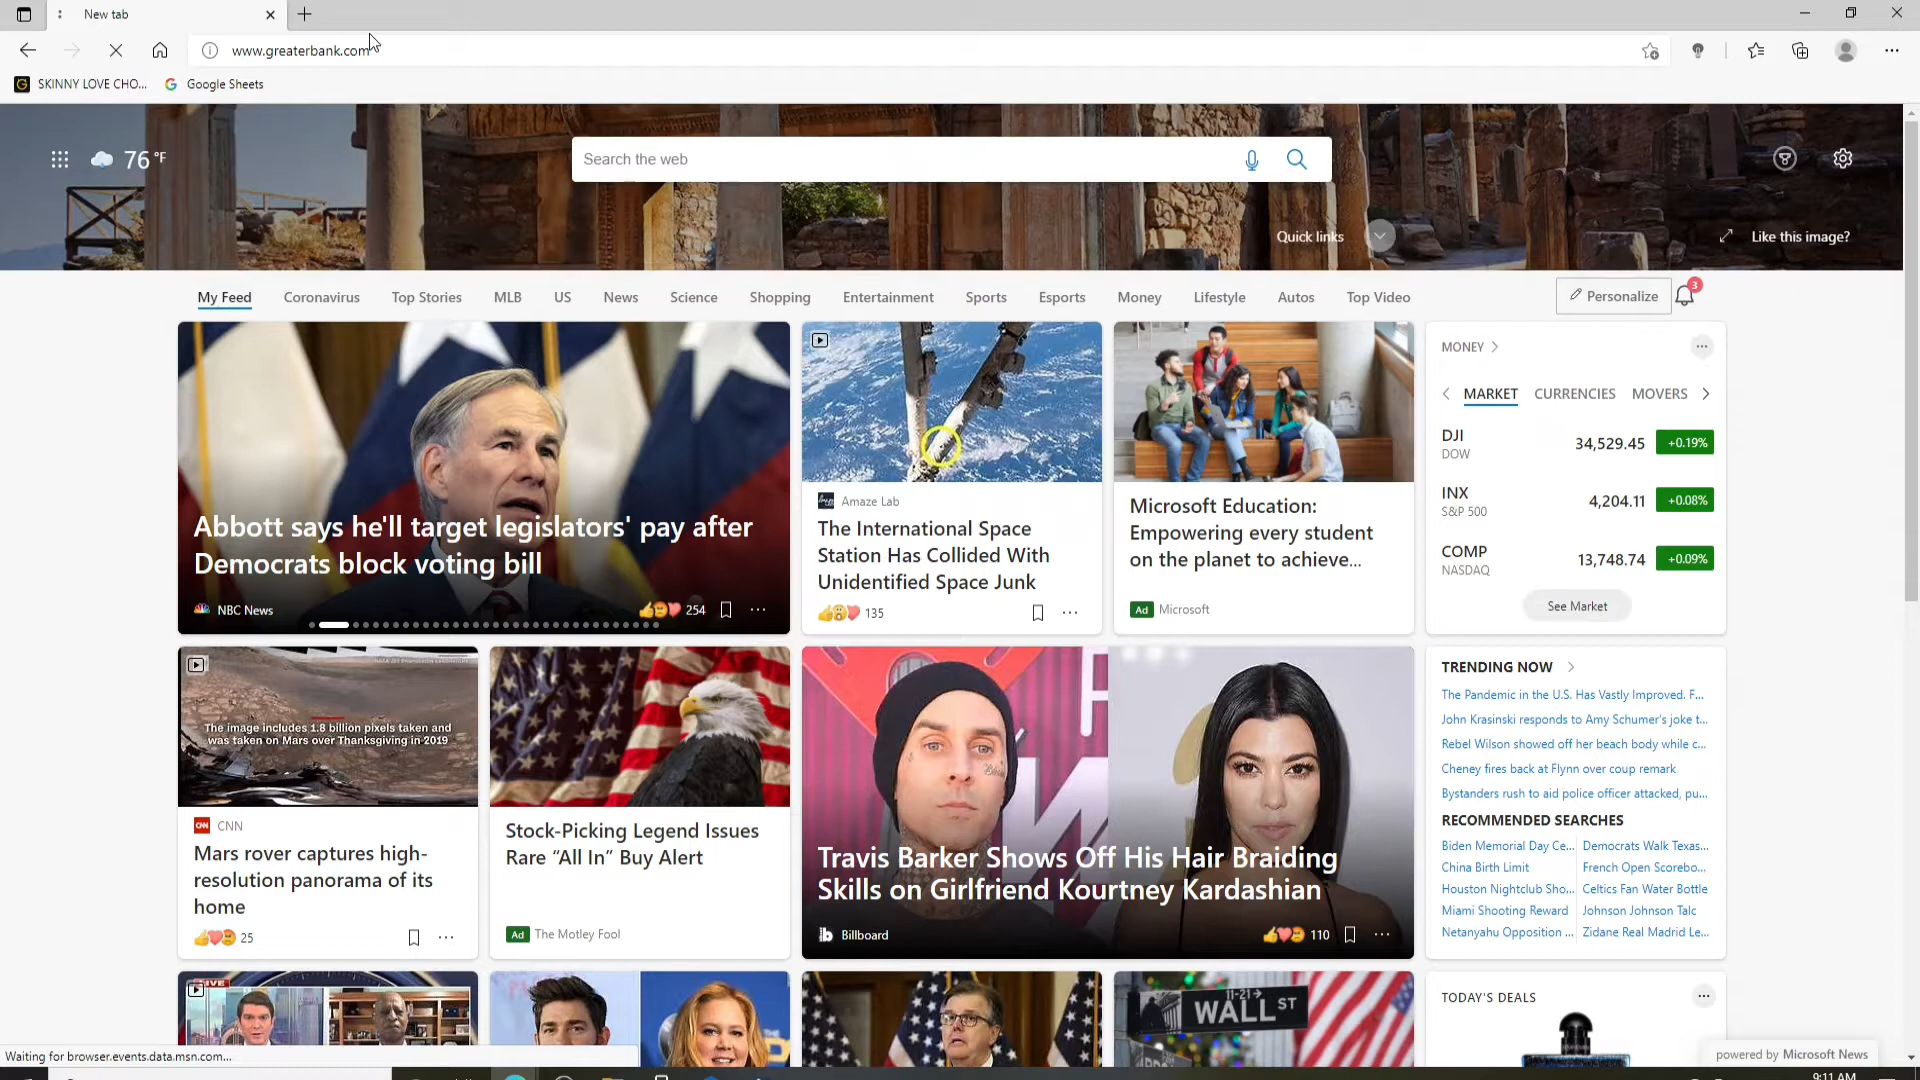 New tab
www.greaterbank.com
SKINNY LOVE CHO...
Google Sheets
76 °F
Search the web
Quick links
Like this image?
My Feed
Coronavirus
Top Stories
MLB
US
News
Science
Shopping
Entertainment
Sports
Esports
Money
Lifestyle
Autos
Top Video
Personalize
3
Abbott says he'll target legislators' pay after
Democrats block voting bill
NBC News
254
Amaze Lab
The International Space
Station Has Collided With
Unidentified Space Junk
135
Microsoft Education:
Empowering every student
on the planet to achieve...
Ad Microsoft
MONEY
MARKET
CURRENCIES
MOVERS
DJI
DOW
34,529.45
+0.19%
INX
S&P 500
4,204.11
+0.08%
COMP
NASDAQ
13,748.74
+0.09%
See Market
The image includes 1.8 billion pixels taken and
was taken on Mars over Thanksgiving in 2019
CNN
CNN
Mars rover captures high-
resolution panorama of its
home
25
Stock-Picking Legend Issues
Rare “All In” Buy Alert
Ad The Motley Fool
Travis Barker Shows Off His Hair Braiding
Skills on Girlfriend Kourtney Kardashian
Billboard
110
TRENDING NOW
The Pandemic in the U.S. Has Vastly Improved. F...
John Krasinski responds to Amy Schumer's joke t...
Rebel Wilson showed off her beach body while c...
Cheney fires back at Flynn over coup remark
Bystanders rush to aid police officer attacked, pu...
RECOMMENDED SEARCHES
Biden Memorial Day Ce...
Democrats Walk Texas...
China Birth Limit
French Open Scorebo...
Houston Nightclub Sho...
Celtics Fan Water Bottle
Miami Shooting Reward
Johnson Johnson Talc
Netanyahu Opposition ...
Zidane Real Madrid Le...
LIVE
11-21
WALL ST
TODAY'S DEALS
powered by Microsoft News
Waiting for browser.events.data.msn.com...
9:11 AM